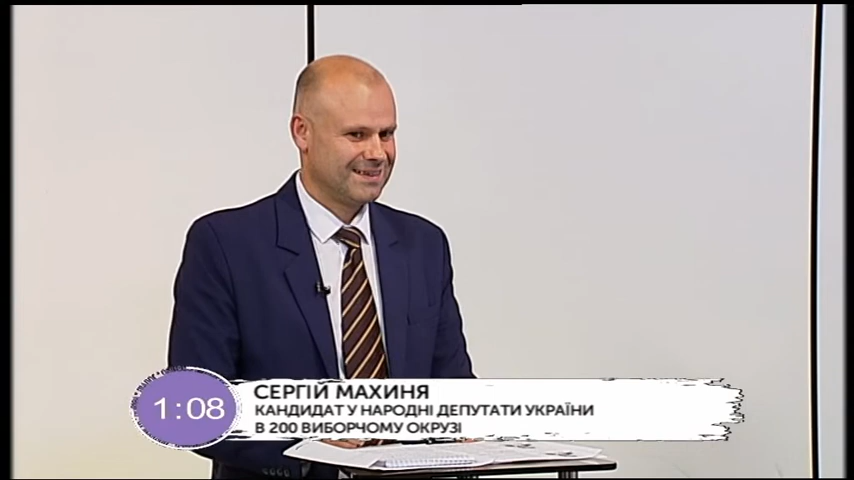 1:08
СЕРГІЙ МАХИНЯ
КАНДИДАТ У НАРОДНІ ДЕПУТАТИ УКРАЇНИ
В 200 ВИБОРЧОМУ ОКРУЗІ